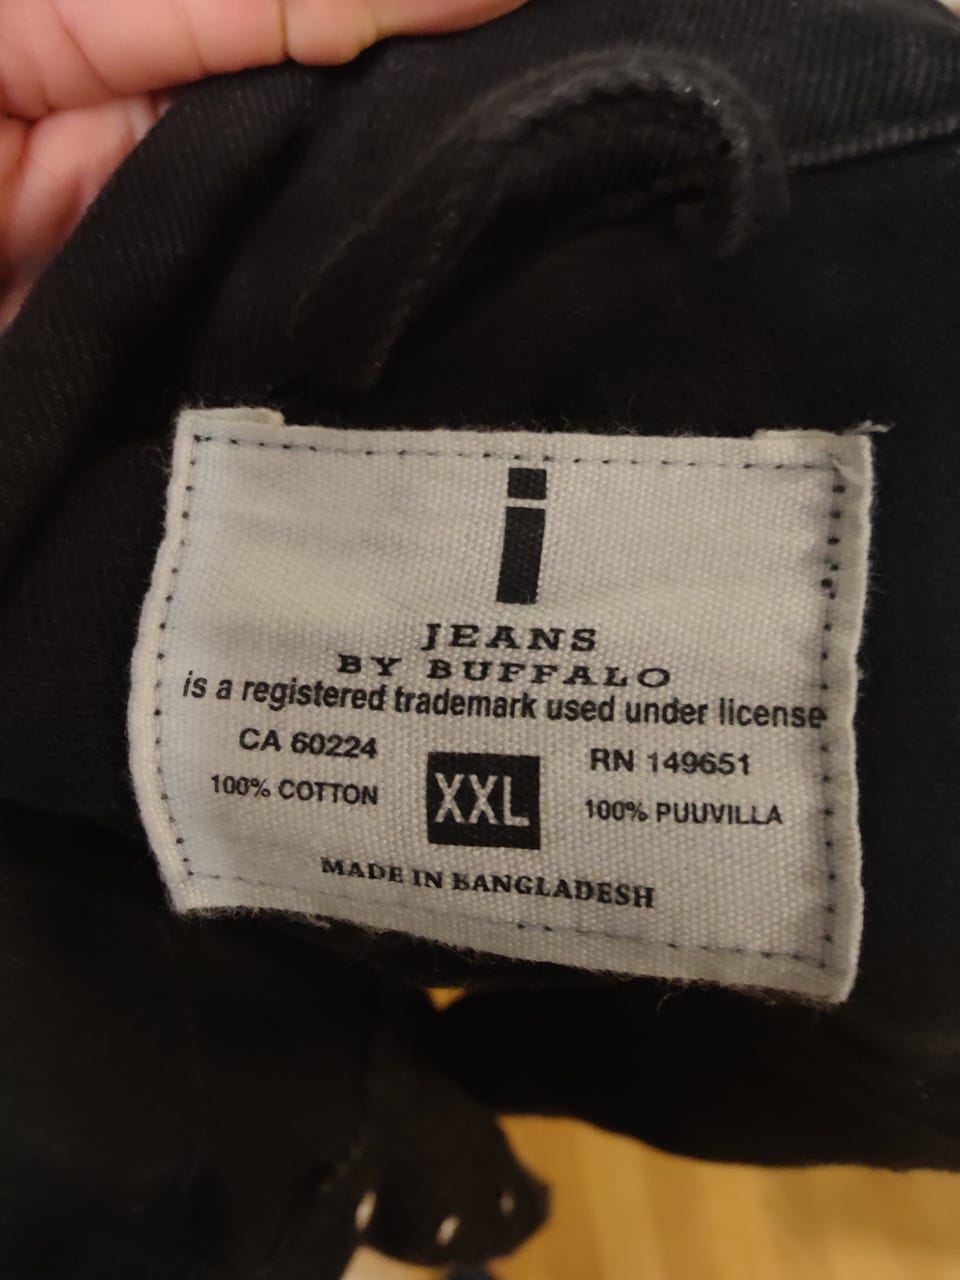 i
JEANS
BY BUFFALO
is a registered trademark used under license
CA 60224
RN 149651
100% COTTON
XXL
100% PUUVILLA
MADE IN BANGLADESH